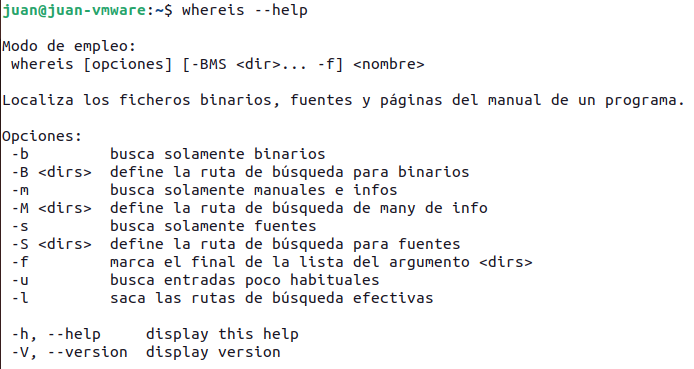 juan@juan-vmware:~$ whereis --help
Modo de empleo:
whereis [opciones] [-BMS <dir>... -f] <nombre>
Localiza los ficheros binarios, fuentes y páginas del manual de un programa.
Opciones:
-b         busca solamente binarios
-B <dirs>  define la ruta de búsqueda para binarios
-m         busca solamente manuales e infos
-M <dirs>  define la ruta de búsqueda de many de info
-s         busca solamente fuentes
-S <dirs>  define la ruta de búsqueda para fuentes
-f         marca el final de la lista del argumento <dirs>
-u         busca entradas poco habituales
-l         saca las rutas de búsqueda efectivas
-h, --help     display this help
-V, --version  display version